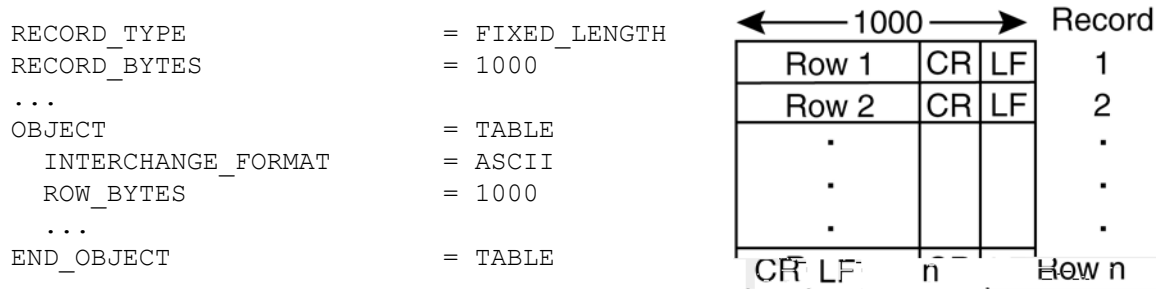 RECORD_TYPE = FIXED_LENGTH
RECORD_BYTES = 1000
...
OBJECT = TABLE
INTERCHANGE_FORMAT = ASCII
ROW_BYTES = 1000
...
END_OBJECT = TABLE
1000 Record
Row 1 CR LF 1
Row 2 CR LF 2
. .
. .
. .
CR LF n Row n